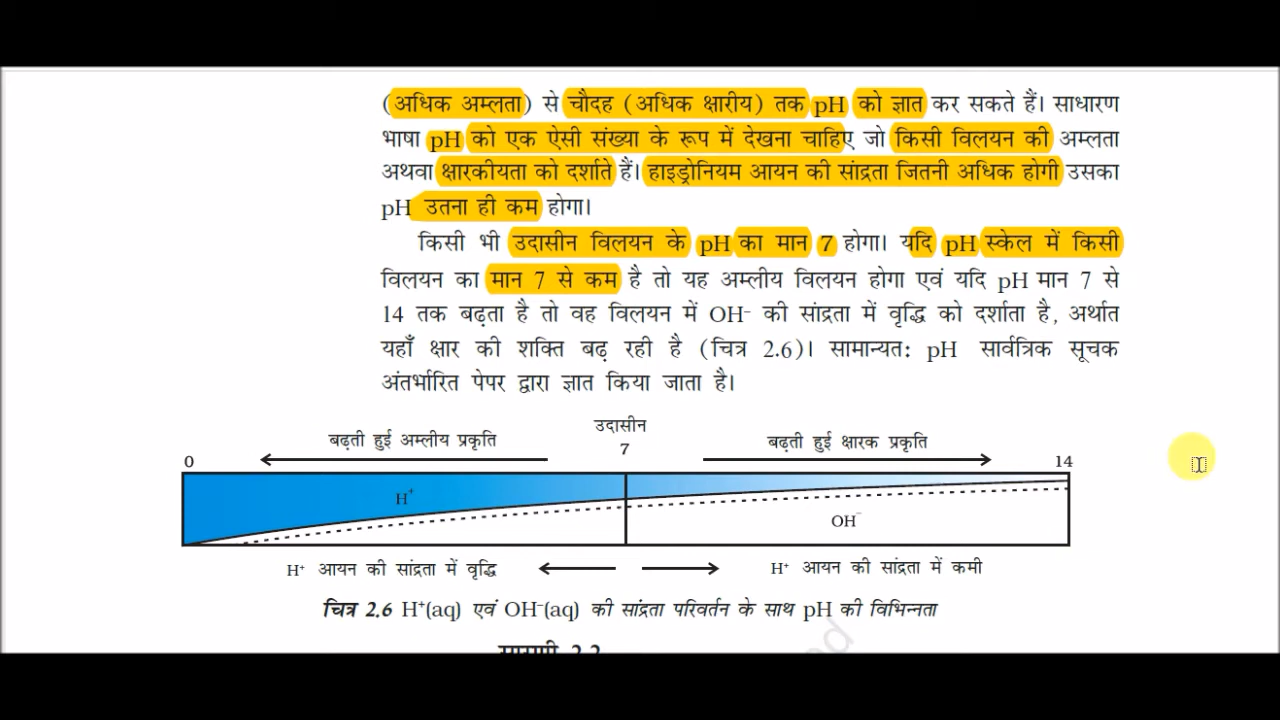 (अधिक अम्लता) से चौदह (अधिक क्षारीय) तक pH को ज्ञात कर सकते हैं। साधारण
भाषा pH को एक ऐसी संख्या के रूप में देखना चाहिए जो किसी विलयन की अम्लता
अथवा क्षारकीयता को दर्शाते हैं। हाइड्रोनियम आयन की सांद्रता जितनी अधिक होगी उसका
pH उतना ही कम होगा।
किसी भी उदासीन विलयन के pH का मान 7 होगा। यदि pH स्केल में किसी
विलयन का मान 7 से कम है तो यह अम्लीय विलयन होगा एवं यदि pH मान 7 से
14 तक बढ़ता है तो वह विलयन में OH⁻ की सांद्रता में वृद्धि को दर्शाता है, अर्थात
यहाँ क्षार की शक्ति बढ़ रही है (चित्र 2.6)। सामान्यत: pH सार्वत्रिक सूचक
अंतर्भारित पेपर द्वारा ज्ञात किया जाता है।
उदासीन
बढ़ती हुई अम्लीय प्रकृति 7 बढ़ती हुई क्षारक प्रकृति
0 14
H⁺
OH⁻
H⁺ आयन की सांद्रता में वृद्धि H⁺ आयन की सांद्रता में कमी
चित्र 2.6 H⁺(aq) एवं OH⁻(aq) की सांद्रता परिवर्तन के साथ pH की विभिन्नता